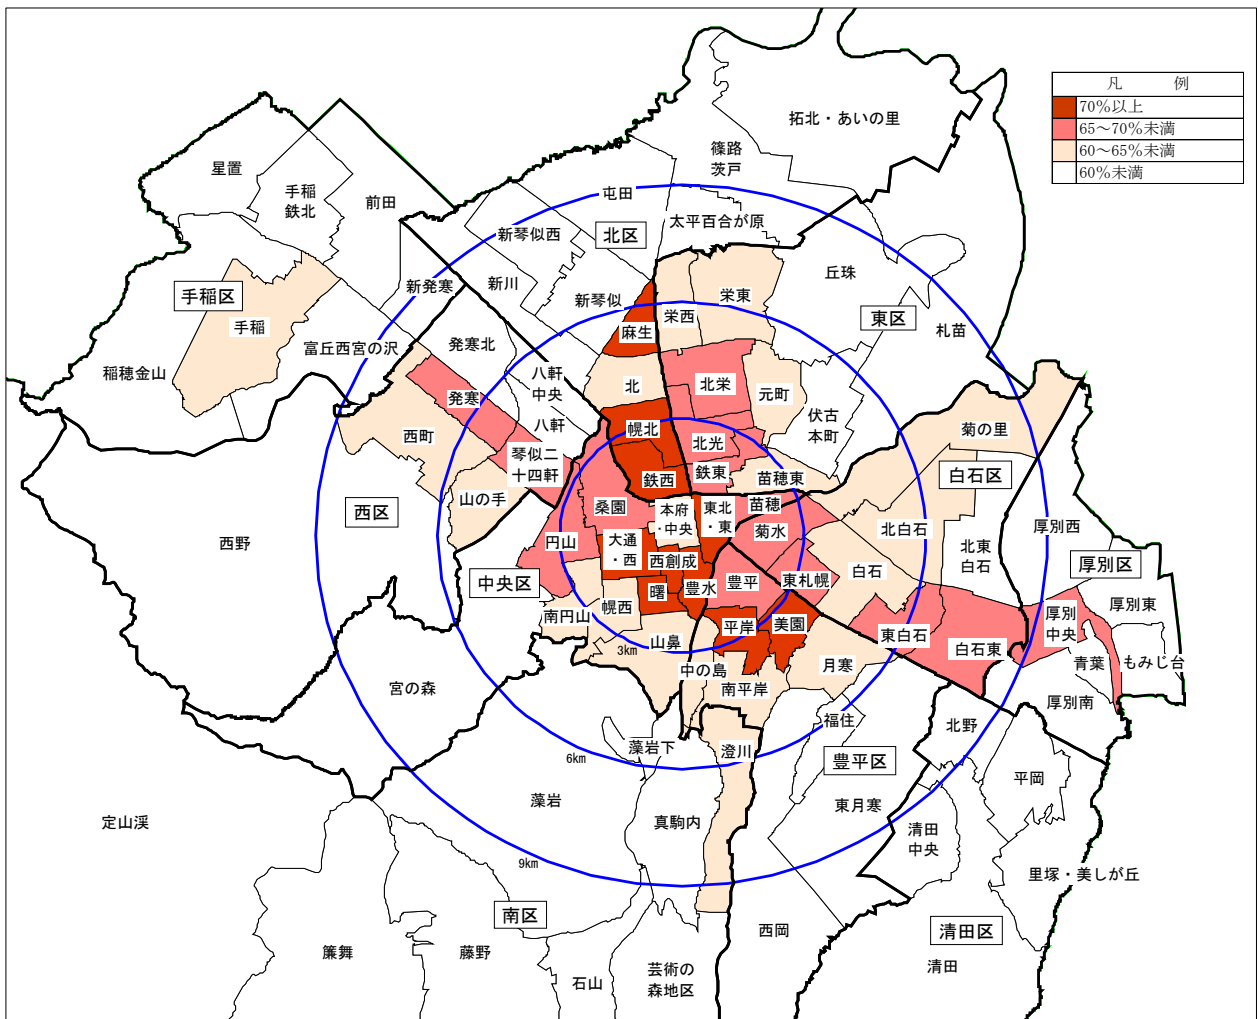 凡　例
70%以上
65～70%未満
60～65%未満
60%未満
拓北・あいの里
篠路
茨戸
星置
手稲
鉄北
前田
屯田
太平百合が原
新琴似西
北区
丘珠
手稲区
新発寒
新川
新琴似
栄東
栄西
東区
札苗
手稲
麻生
富丘西宮の沢
発寒北
稲穂金山
八軒
中央
北
北栄
元町
発寒
伏古
本町
八軒
西町
幌北
北光
菊の里
琴似二
十四軒
鉄東
鉄西
苗穂東
白石区
山の手
桑園
本府
・中央
東北
・東
苗穂
菊水
西区
北白石
厚別西
西野
円山
大通
・西
西創成
北東
白石
厚別区
中央区
豊平
東札幌
白石
曙
豊水
厚別東
南円山
幌西
平岸
美園
東白石
厚別
中央
山鼻
3km
白石東
中の島
月寒
青葉
もみじ台
宮の森
南平岸
厚別南
福住
北野
藻岩下
澄川
6km
豊平区
平岡
藻岩
東月寒
定山渓
真駒内
清田
中央
9km
里塚・美しが丘
南区
西岡
清田区
簾舞
藤野
清田
石山
芸術の
森地区